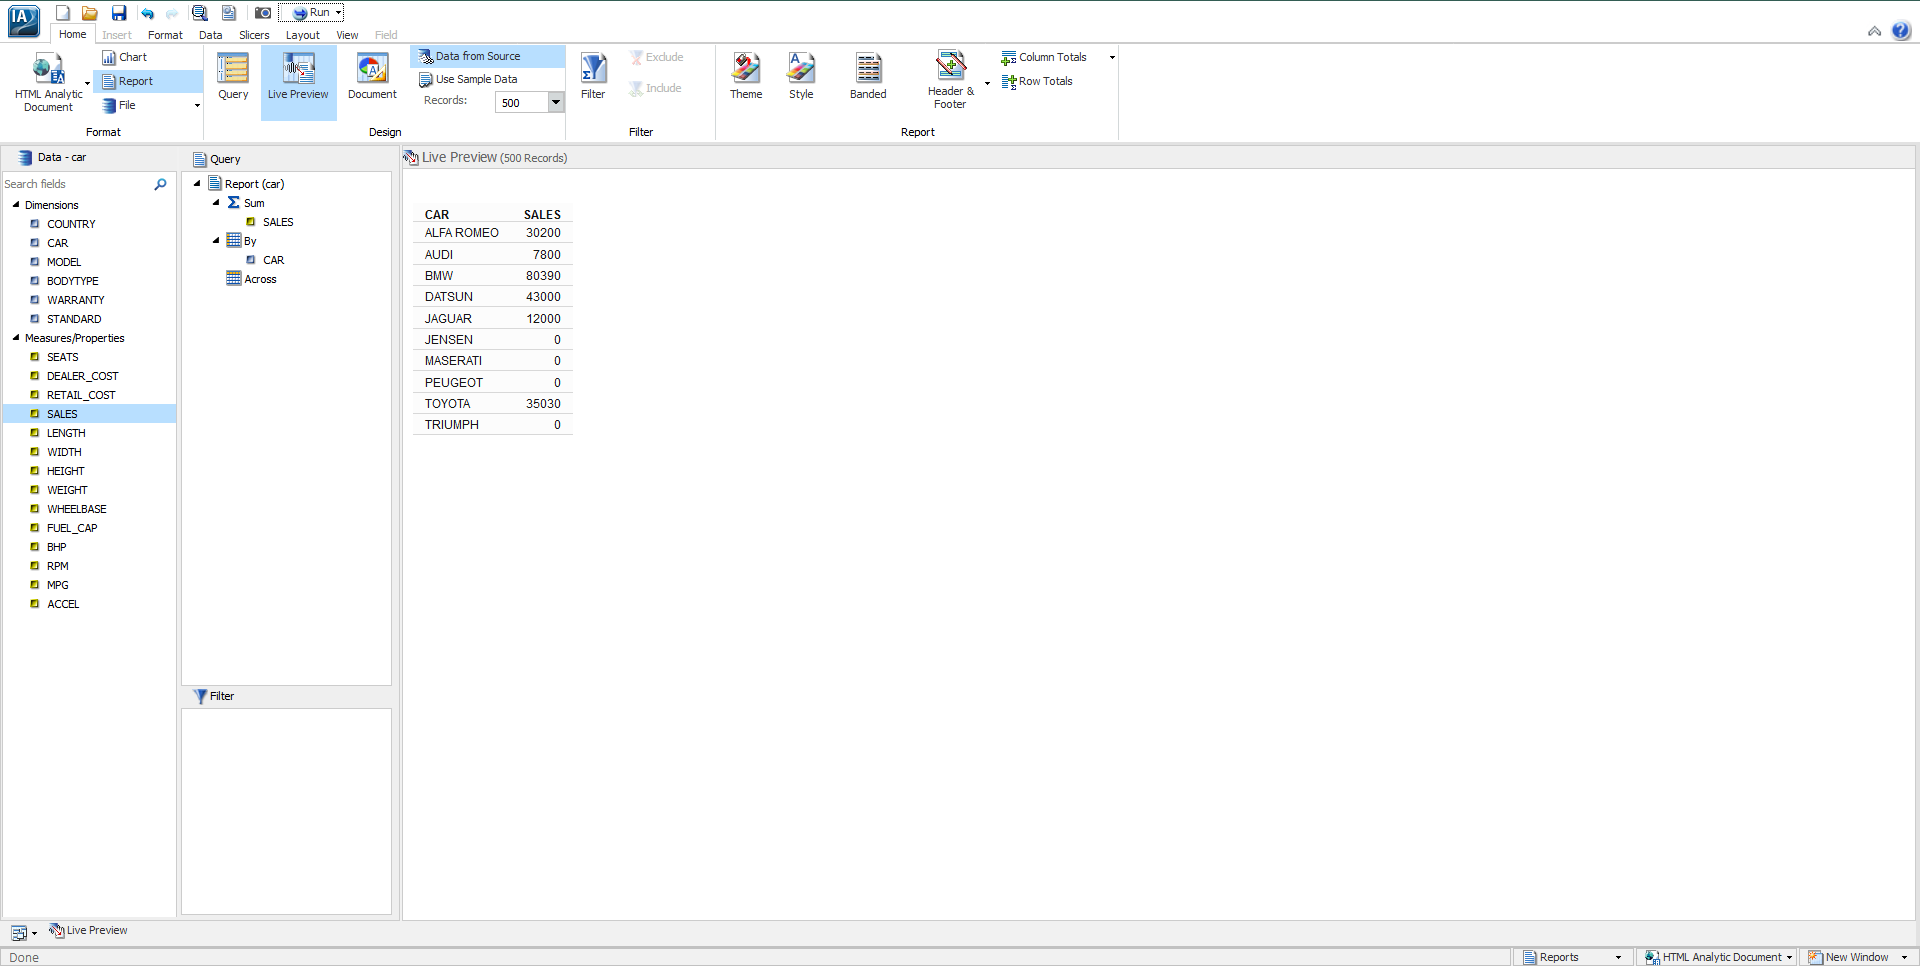 IA
Run
Home Insert Format Data Slicers Layout View Field
HTML Analytic Document
Chart
Report
File
Format
Query
Live Preview
Document
Data from Source
Use Sample Data
Records: 500
Design
Filter
Exclude
Include
Filter
Theme
Style
Banded
Header & Footer
Column Totals
Row Totals
Report
Data - car
Search fields
Dimensions
COUNTRY
CAR
MODEL
BODYTYPE
WARRANTY
STANDARD
Measures/Properties
SEATS
DEALER_COST
RETAIL_COST
SALES
LENGTH
WIDTH
HEIGHT
WEIGHT
WHEELBASE
FUEL_CAP
BHP
RPM
MPG
ACCEL
Query
Report (car)
Sum
SALES
By
CAR
Across
Filter
Live Preview (500 Records)
CAR SALES
ALFA ROMEO 30200
AUDI 7800
BMW 80390
DATSUN 43000
JAGUAR 12000
JENSEN 0
MASERATI 0
PEUGEOT 0
TOYOTA 35030
TRIUMPH 0
Live Preview
Done
Reports
HTML Analytic Document
New Window